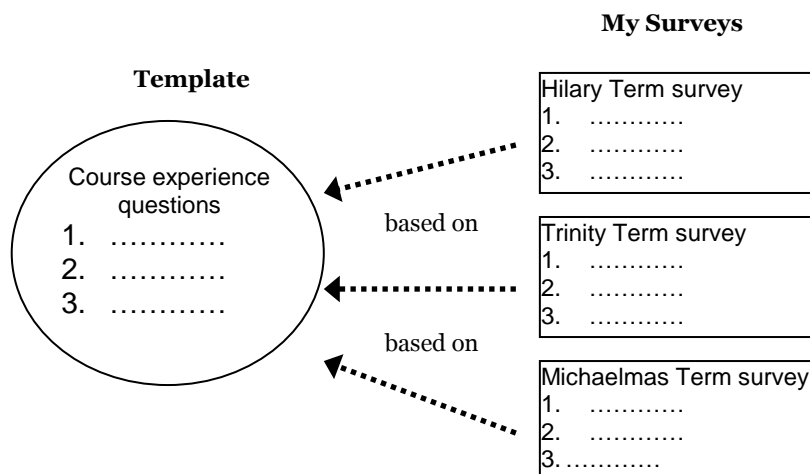 My Surveys
Template
Course experience
questions
1. …………
2. …………
3. …………
based on
based on
Hilary Term survey
1. …………
2. …………
3. …………
Trinity Term survey
1. …………
2. …………
3. …………
Michaelmas Term survey
1. …………
2. …………
3. …………